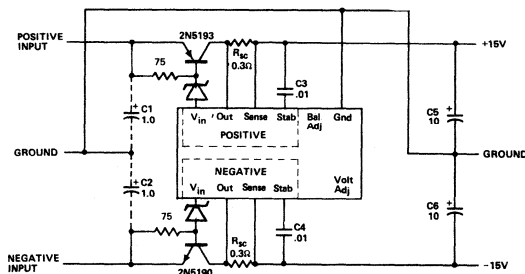 2N5193
POSITIVE INPUT
+15V
75
Rsc
0.3Ω
C3
.01
C1
1.0
+
Vin
Out
Sense
Stab
Bal
Adj
Gnd
POSITIVE
C5
10
+
GROUND
GROUND
NEGATIVE
Volt
Adj
Vin
Out
Sense
Stab
C2
1.0
+
C6
10
+
75
Rsc
0.3Ω
C4
.01
NEGATIVE INPUT
-15V
2N5190